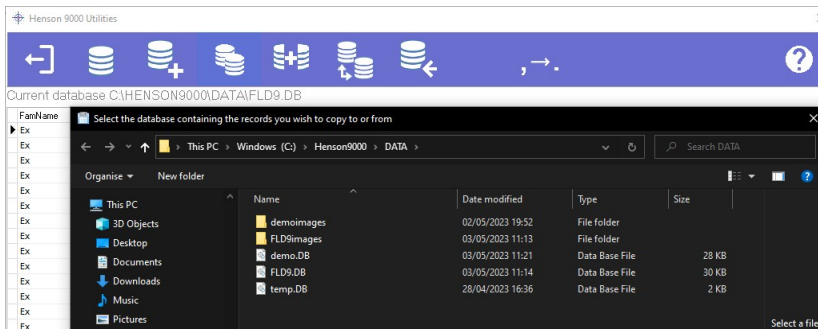 Henson 9000 Utilities
,→.
?
Current database C:\HENSON9000\DATA\FLD9.DB
FamName
Ex
Ex
Ex
Ex
Ex
Ex
Ex
Ex
Ex
Ex
Ex
Ex
Ex
Ex
Select the database containing the records you wish to copy to or from
This PC › Windows (C:) › Henson9000 › DATA ›
Search DATA
Organise
New folder
This PC
3D Objects
Desktop
Documents
Downloads
Music
Pictures
Name Date modified Type Size
demoimages 02/05/2023 19:52 File folder
FLD9images 03/05/2023 11:13 File folder
demo.DB 03/05/2023 11:21 Data Base File 28 KB
FLD9.DB 03/05/2023 11:14 Data Base File 30 KB
temp.DB 28/04/2023 16:36 Data Base File 2 KB
Select a file